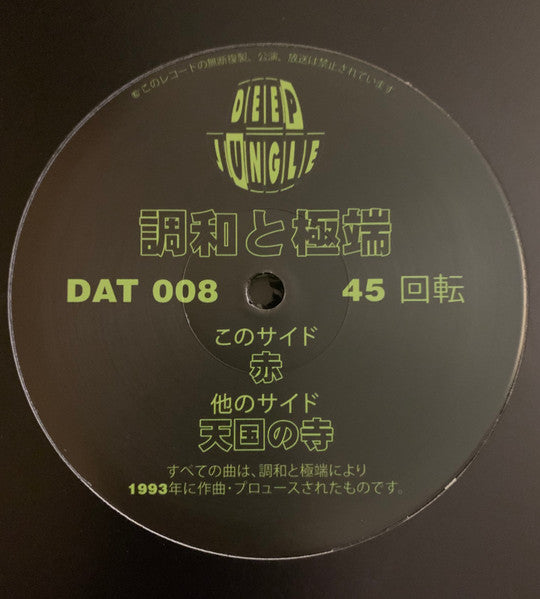 ©このレコードの無断複製、公演、放送は禁止されています
DEEP
JUNGLE
調和と極端
DAT 008
45 回転
このサイド
赤
他のサイド
天国の寺
すべての曲は、調和と極端により
1993年に作曲・プロュースされたものです。